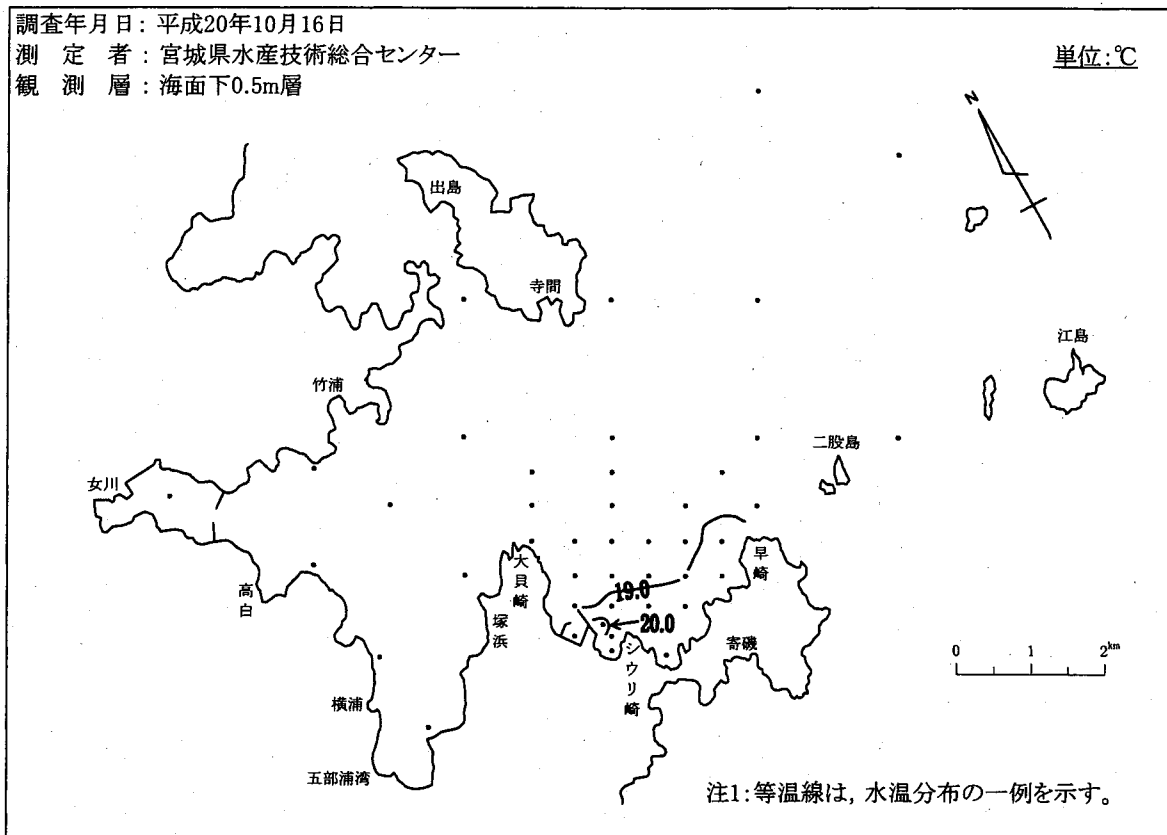 調査年月日：平成20年10月16日
測定者：宮城県水産技術総合センター
観測層：海面下0.5m層
単位：℃
N
出島
寺間
江島
竹浦
二股島
女川
大貝崎
早崎
高白
塚浜
19.0
20.0
シウリ崎
寄磯
0 1 2km
横浦
五部浦湾
注1：等温線は，水温分布の一例を示す。